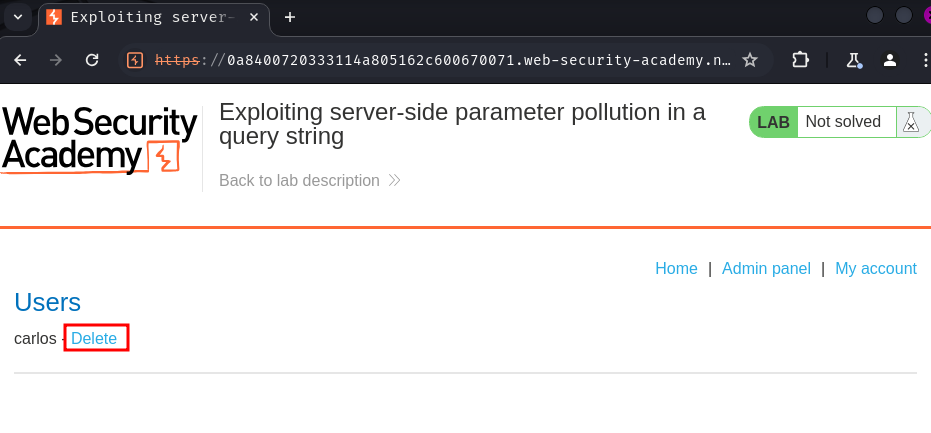 Exploiting server-
https://0a8400720333114a805162c600670071.web-security-academy.n...
Web Security
Academy
Exploiting server-side parameter pollution in a
query string
Back to lab description
LAB Not solved
Home | Admin panel | My account
Users
carlos - Delete